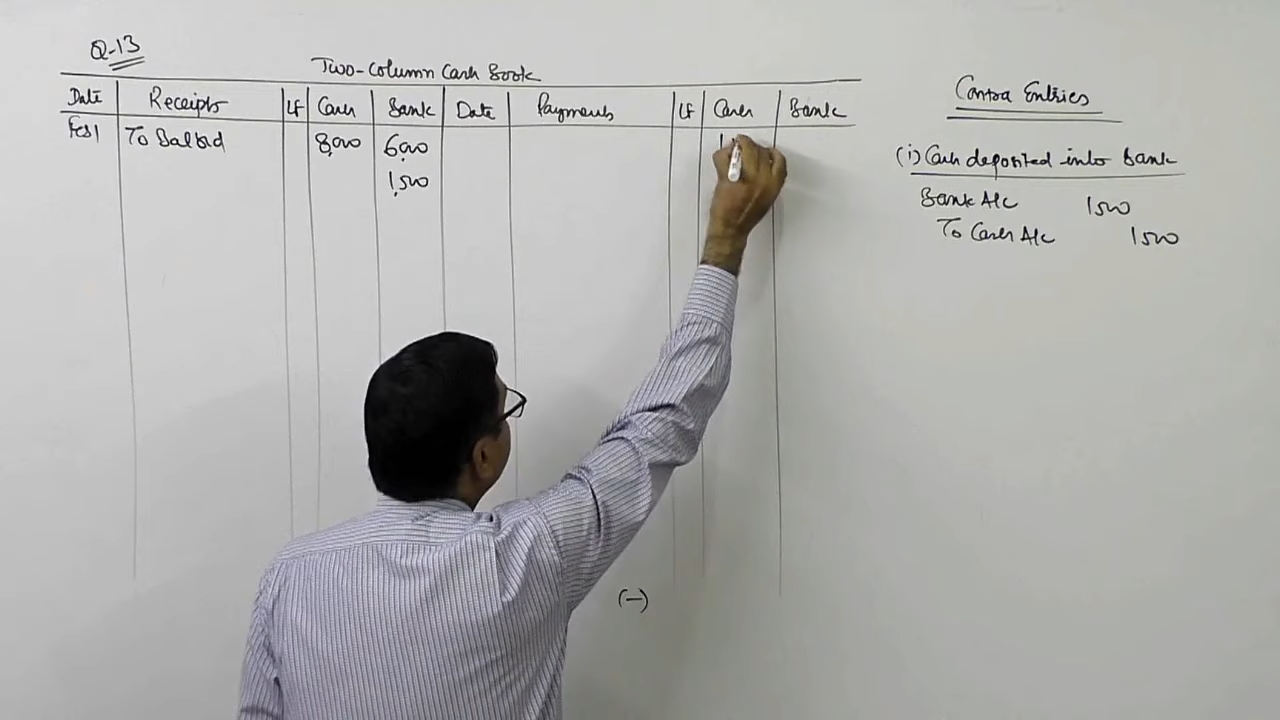 Q-13
Two-Column Cash Book
Date Receipts LF Cash Bank Date Payments LF Cash Bank
Feb 1 To Bal b/d 8,000 6,000
1,500
(-)
Contra Entries
(i) Cash deposited into Bank
Bank A/c 1500
To Cash A/c 1500